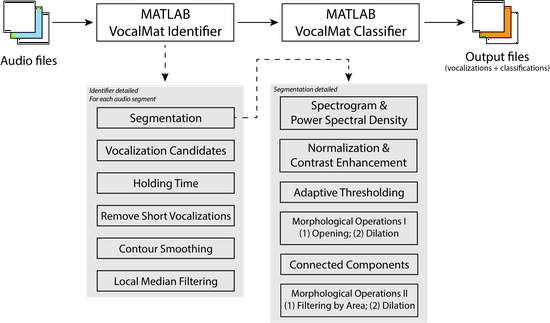 MATLAB
VocalMat Identifier
MATLAB
VocalMat Classifier
Audio files
Output files
(vocalizations + classifications)
Identifier detailed
For each audio segment
Segmentation
Vocalization Candidates
Holding Time
Remove Short Vocalizations
Contour Smoothing
Local Median Filtering
Segmentation detailed
Spectrogram &
Power Spectral Density
Normalization &
Contrast Enhancement
Adaptive Thresholding
Morphological Operations I
(1) Opening; (2) Dilation
Connected Components
Morphological Operations II
(1) Filtering by Area; (2) Dilation